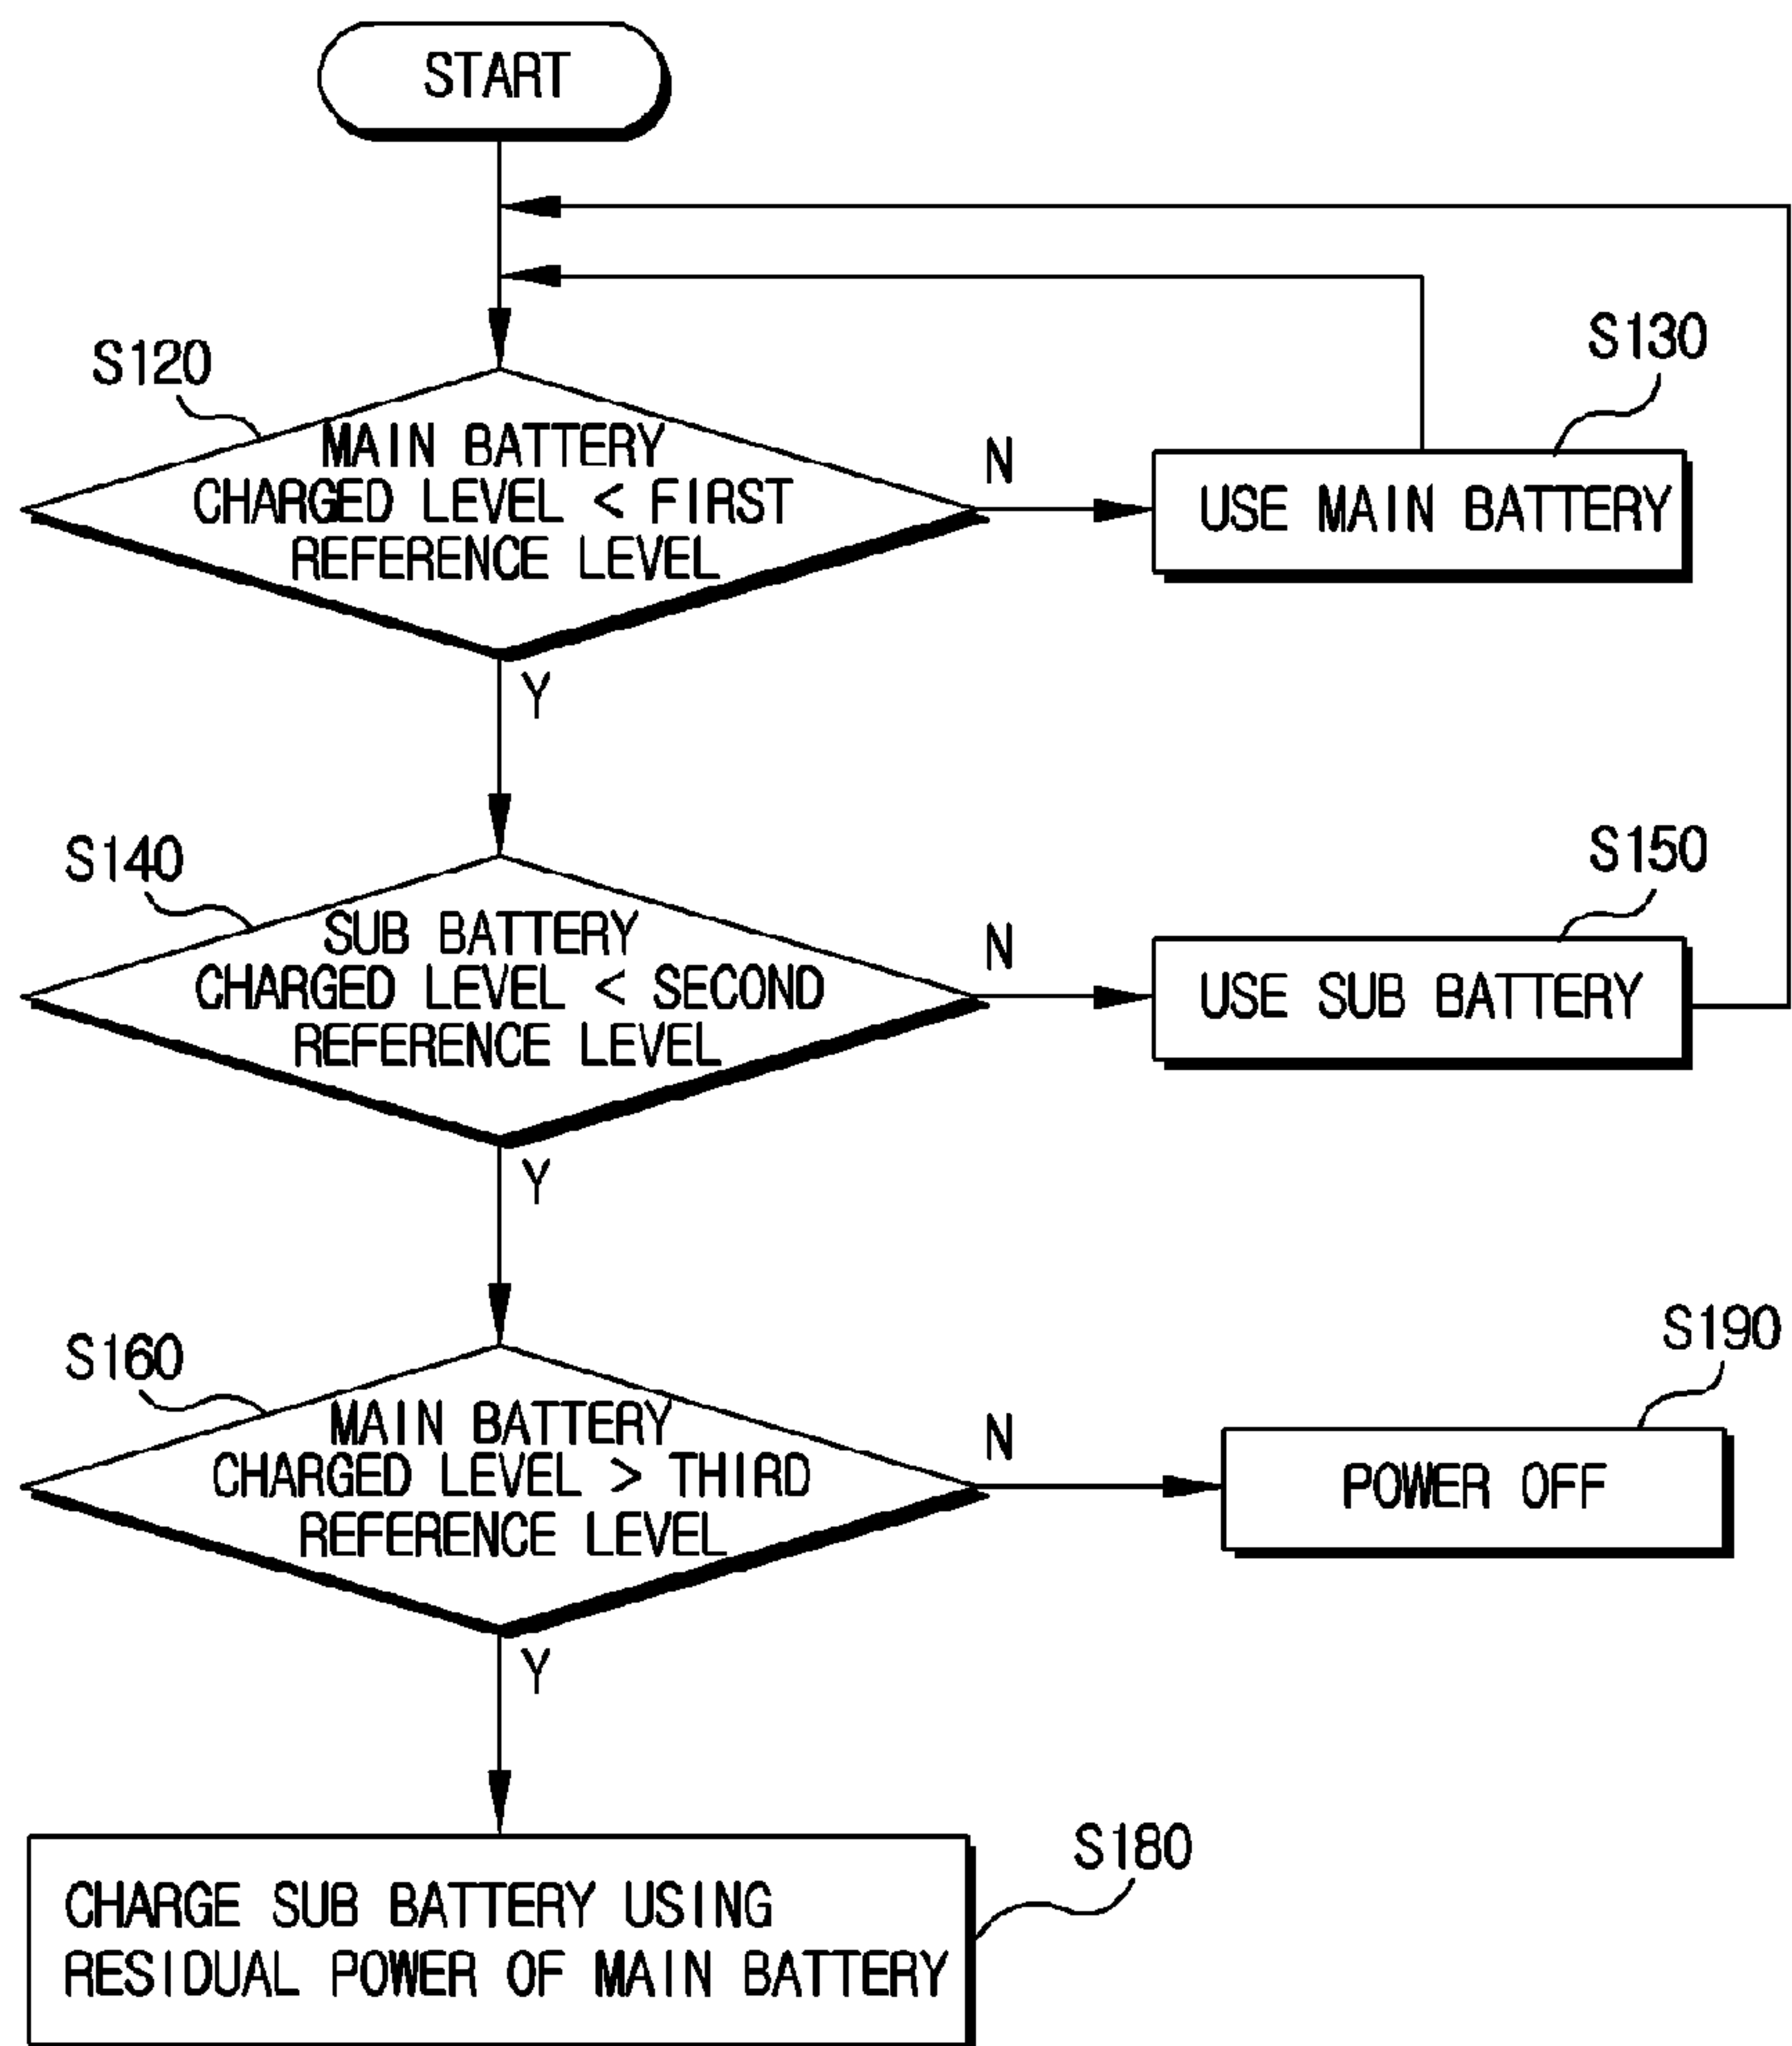 START
S120
MAIN BATTERY
CHARGED LEVEL < FIRST
REFERENCE LEVEL
N
S130
USE MAIN BATTERY
Y
S140
SUB BATTERY
CHARGED LEVEL < SECOND
REFERENCE LEVEL
N
S150
USE SUB BATTERY
Y
S160
MAIN BATTERY
CHARGED LEVEL > THIRD
REFERENCE LEVEL
N
S190
POWER OFF
Y
S180
CHARGE SUB BATTERY USING
RESIDUAL POWER OF MAIN BATTERY